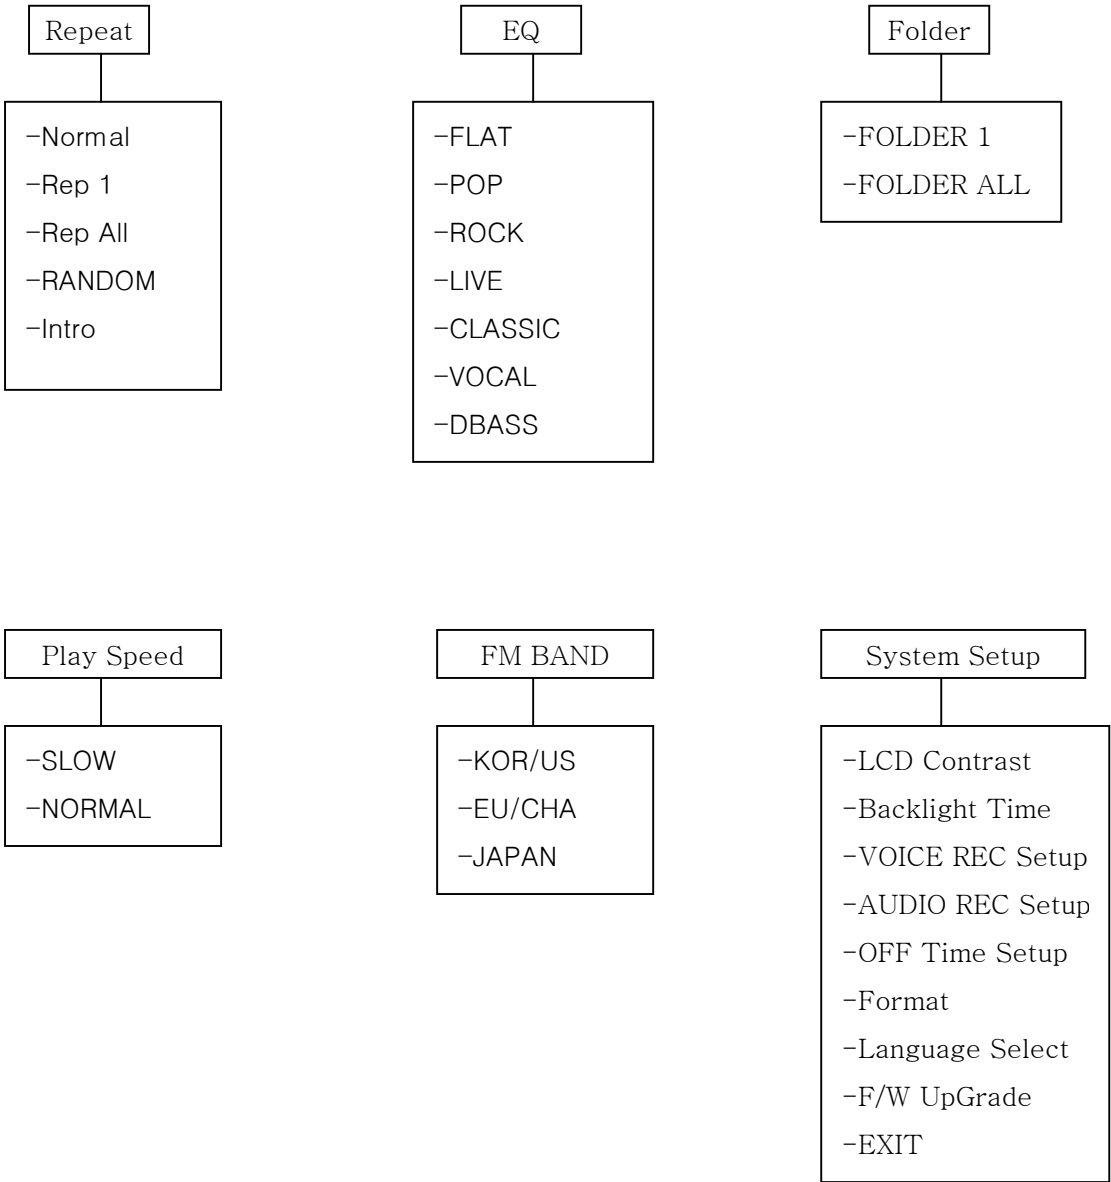 Repeat
-Normal
-Rep 1
-Rep All
-RANDOM
-Intro
EQ
-FLAT
-POP
-ROCK
-LIVE
-CLASSIC
-VOCAL
-DBASS
Folder
-FOLDER 1
-FOLDER ALL
Play Speed
-SLOW
-NORMAL
FM BAND
-KOR/US
-EU/CHA
-JAPAN
System Setup
-LCD Contrast
-Backlight Time
-VOICE REC Setup
-AUDIO REC Setup
-OFF Time Setup
-Format
-Language Select
-F/W UpGrade
-EXIT